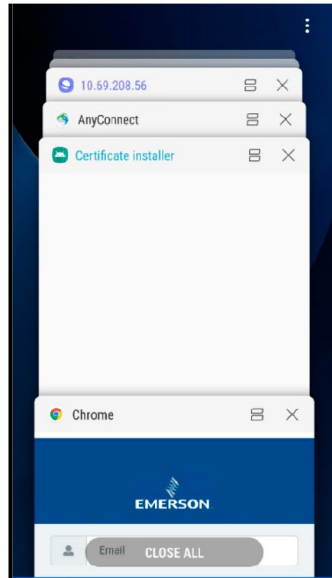 10.69.208.56
AnyConnect
Certificate installer
Chrome
EMERSON
Email
CLOSE ALL